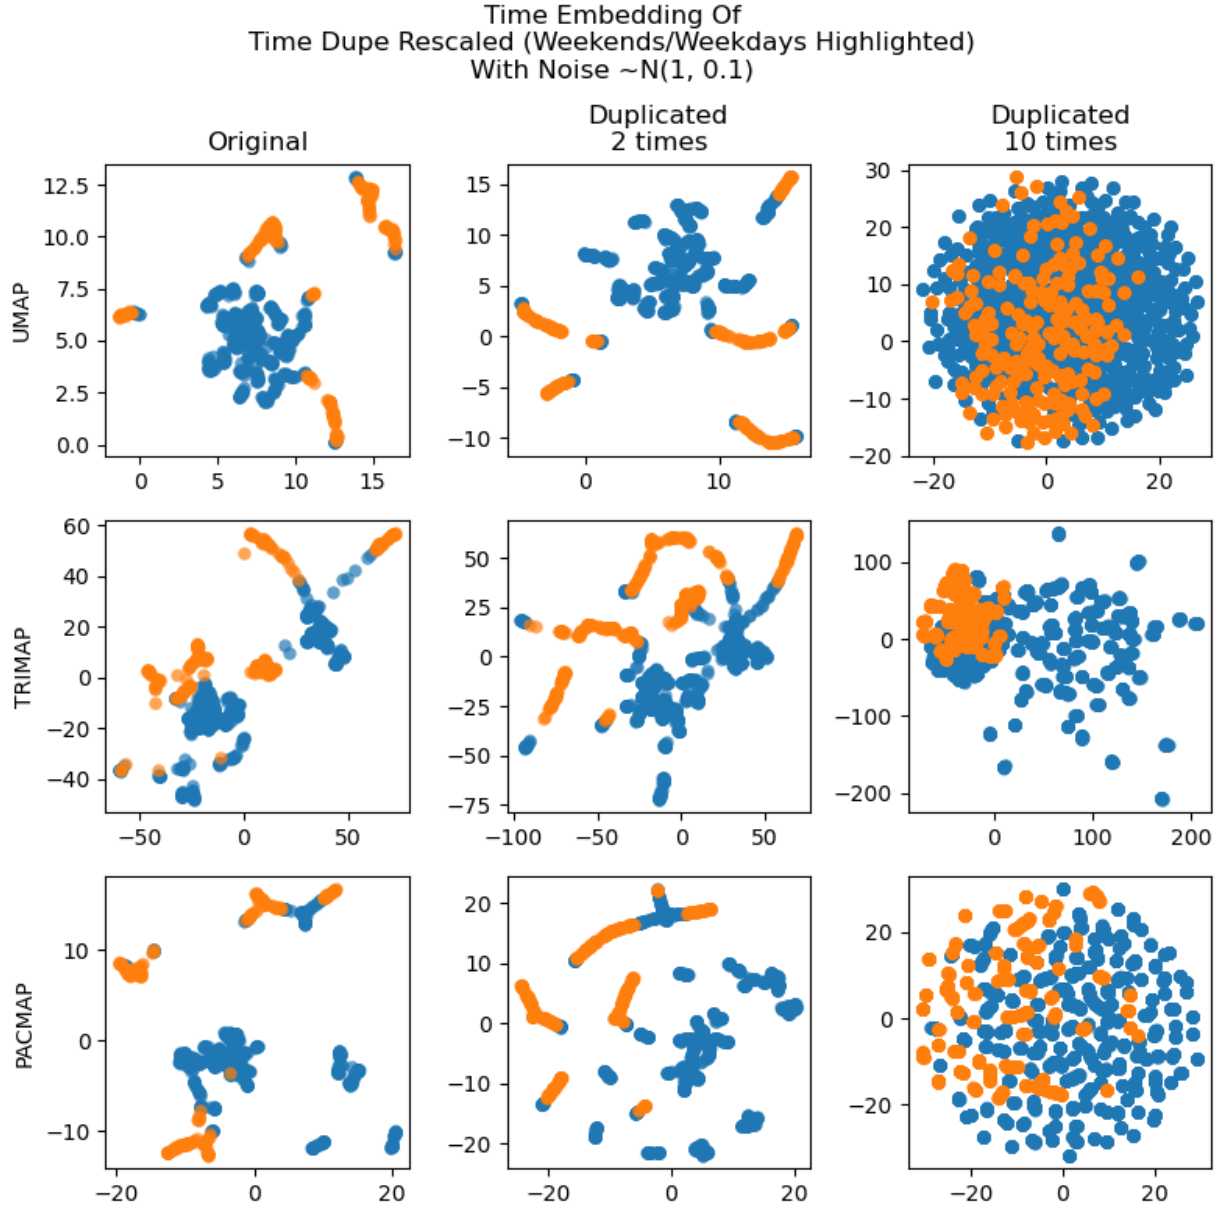 Time Embedding Of
Time Dupe Rescaled (Weekends/Weekdays Highlighted)
With Noise ~N(1, 0.1)
Original
Duplicated
2 times
Duplicated
10 times
UMAP
12.5
10.0
7.5
5.0
2.5
0.0
0 5 10 15
15
10
5
0
−5
−10
0 10
30
20
10
0
−10
−20
−20 0 20
TRIMAP
60
40
20
0
−20
−40
−50 0 50
50
25
0
−25
−50
−75
−100 −50 0 50
100
0
−100
−200
0 100 200
PACMAP
10
0
−10
−20 0 20
20
10
0
−10
−20
−20 0 20
20
0
−20
−20 0 20